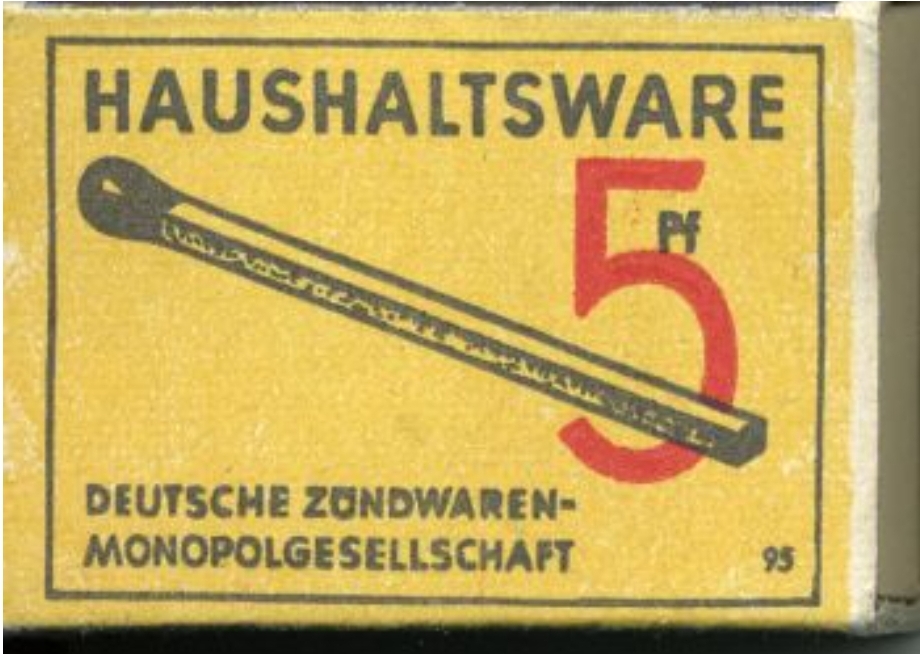 HAUSHALTSWARE
5 Pf
DEUTSCHE ZÜNDWAREN-
MONOPOLGESELLSCHAFT
95